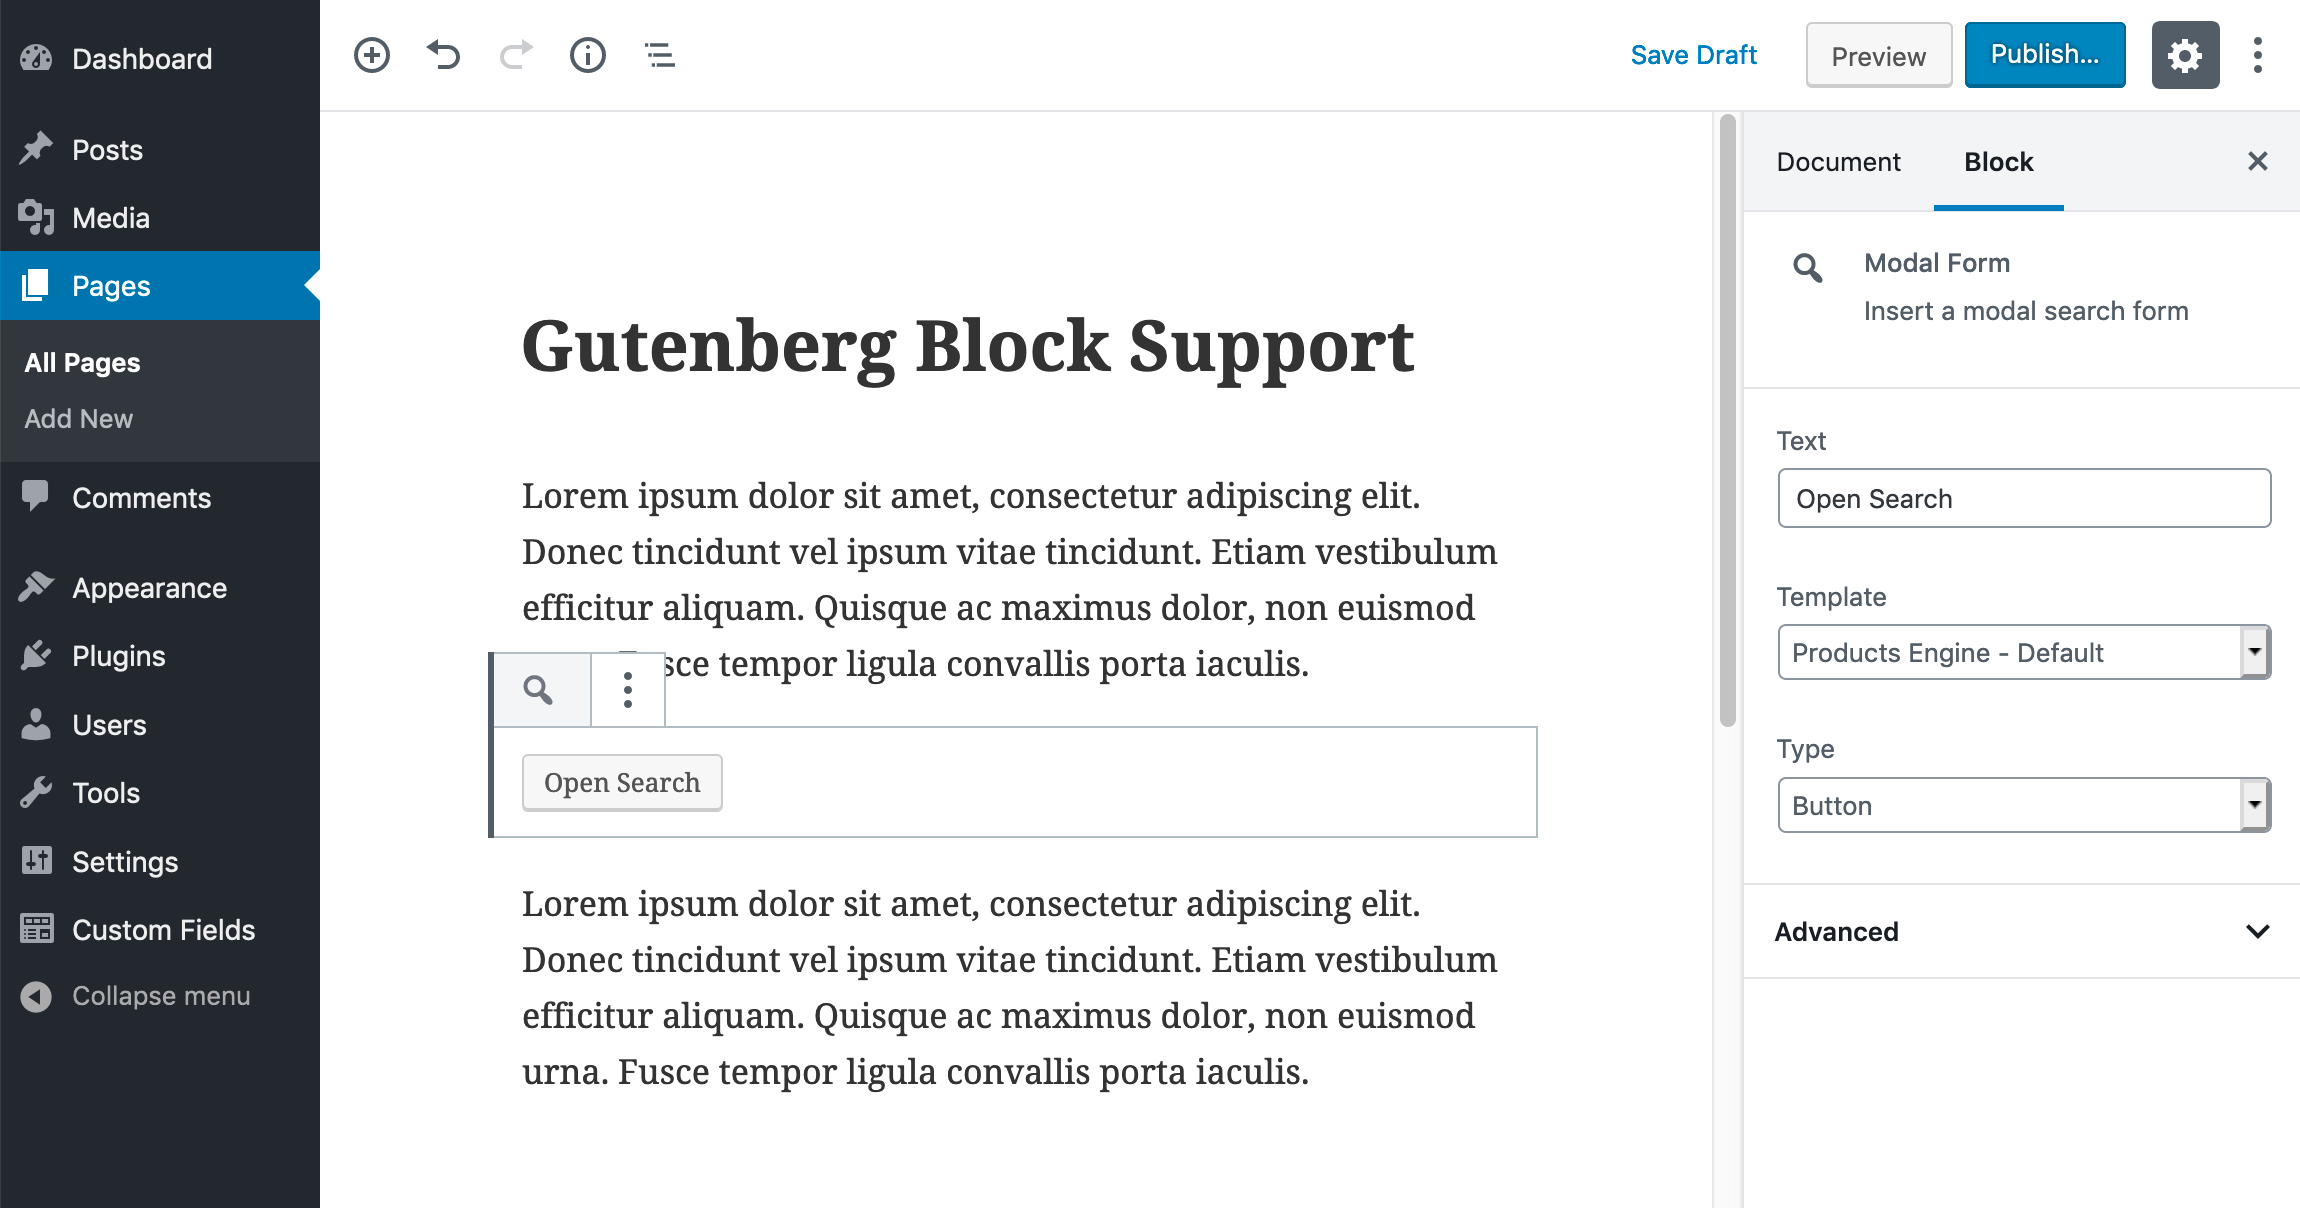 Dashboard
Posts
Media
Pages
All Pages
Add New
Comments
Appearance
Plugins
Users
Tools
Settings
Custom Fields
Collapse menu
Save Draft
Preview
Publish...
Gutenberg Block Support
Lorem ipsum dolor sit amet, consectetur adipiscing elit.
Donec tincidunt vel ipsum vitae tincidunt. Etiam vestibulum
efficitur aliquam. Quisque ac maximus dolor, non euismod
sce tempor ligula convallis porta iaculis.
Open Search
Lorem ipsum dolor sit amet, consectetur adipiscing elit.
Donec tincidunt vel ipsum vitae tincidunt. Etiam vestibulum
efficitur aliquam. Quisque ac maximus dolor, non euismod
urna. Fusce tempor ligula convallis porta iaculis.
Document
Block
Modal Form
Insert a modal search form
Text
Open Search
Template
Products Engine - Default
Type
Button
Advanced